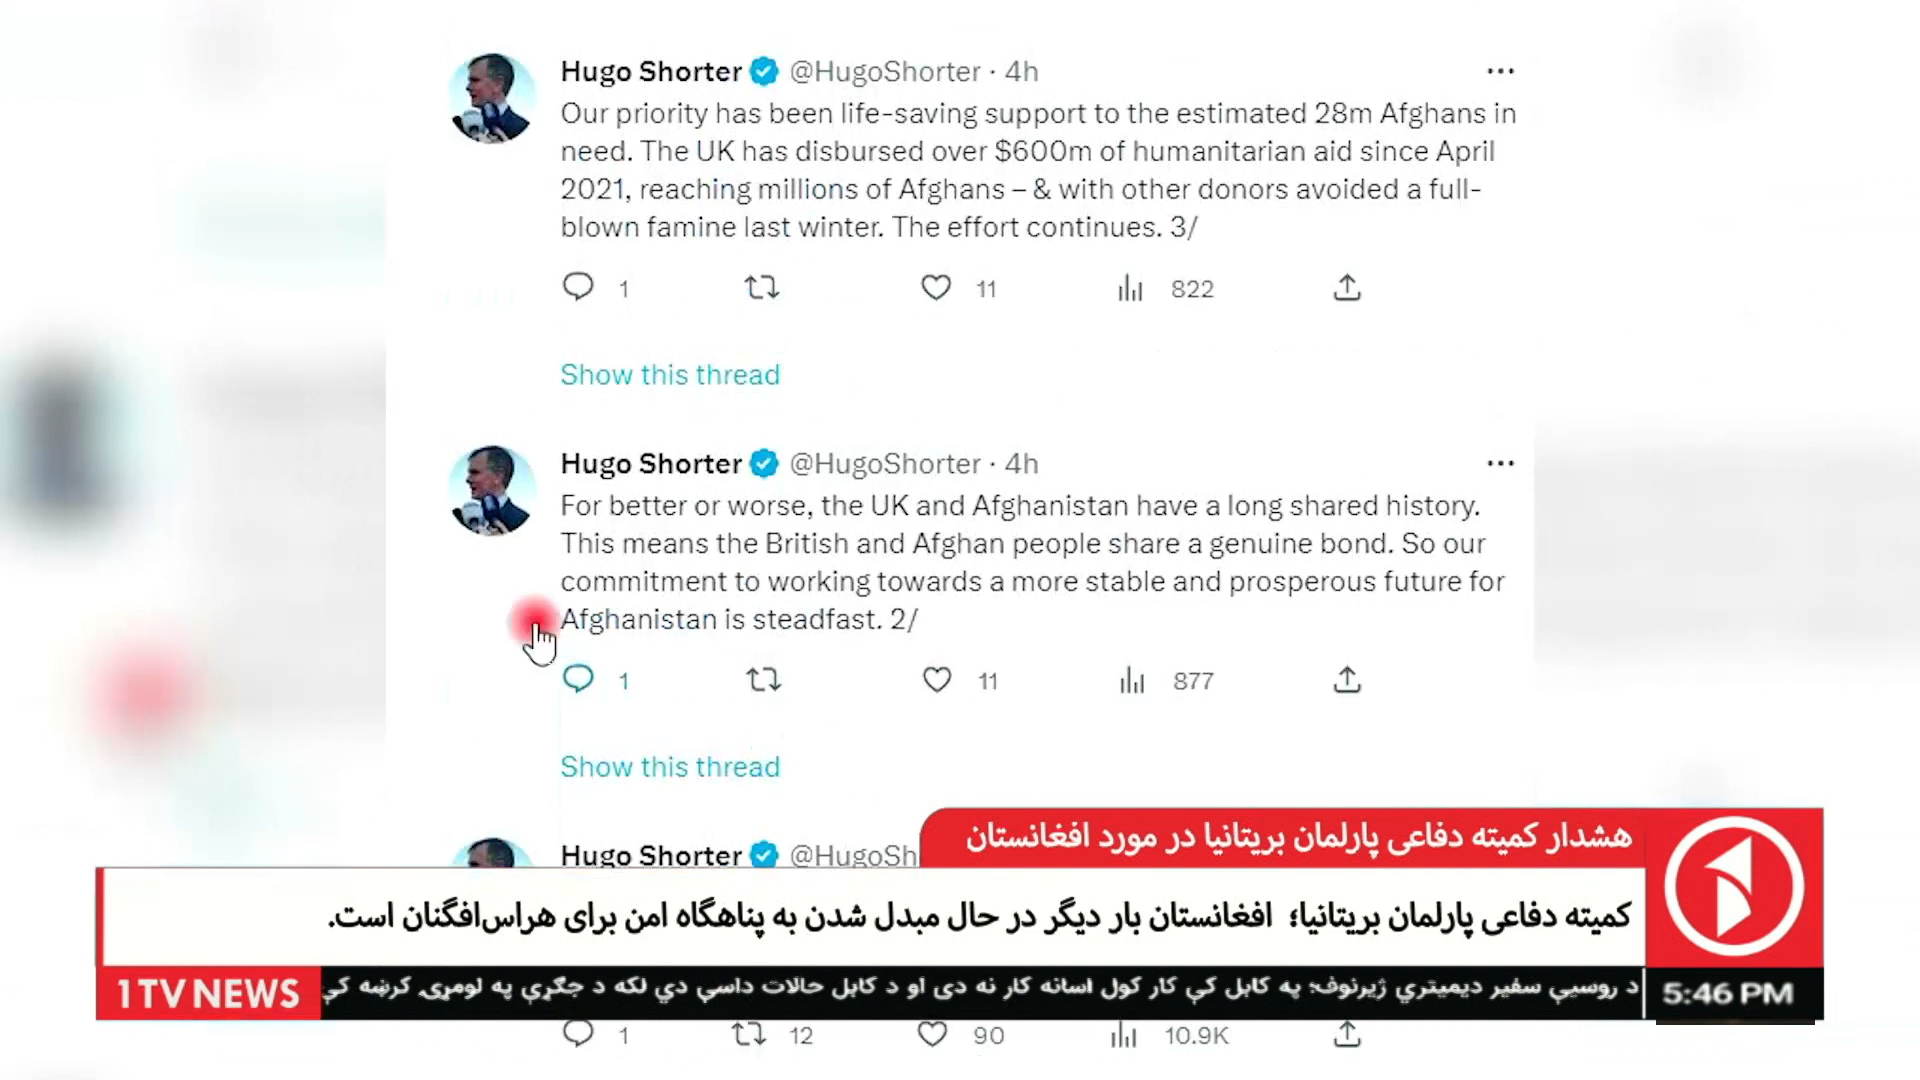 Hugo Shorter @HugoShorter · 4h
Our priority has been life-saving support to the estimated 28m Afghans in
need. The UK has disbursed over $600m of humanitarian aid since April
2021, reaching millions of Afghans – & with other donors avoided a full-
blown famine last winter. The effort continues. 3/
1 11 822
Show this thread
Hugo Shorter @HugoShorter · 4h
For better or worse, the UK and Afghanistan have a long shared history.
This means the British and Afghan people share a genuine bond. So our
commitment to working towards a more stable and prosperous future for
Afghanistan is steadfast. 2/
1 11 877
Show this thread
Hugo Shorter @HugoSh
هشدار کمیته دفاعی پارلمان بریتانیا در مورد افغانستان
کمیته دفاعی پارلمان بریتانیا؛ افغانستان بار دیگر در حال مبدل شدن به پناهگاه امن برای هراس‌افگنان است.
1TV NEWS
د روسیې سفیر دیمیتري ژیرنوف؛ په کابل کې کار کول اسانه کار نه دی او د کابل حالات داسې دي لکه د جګړې په لومړۍ کرښه کې
5:46 PM
1 12 90 10.9K